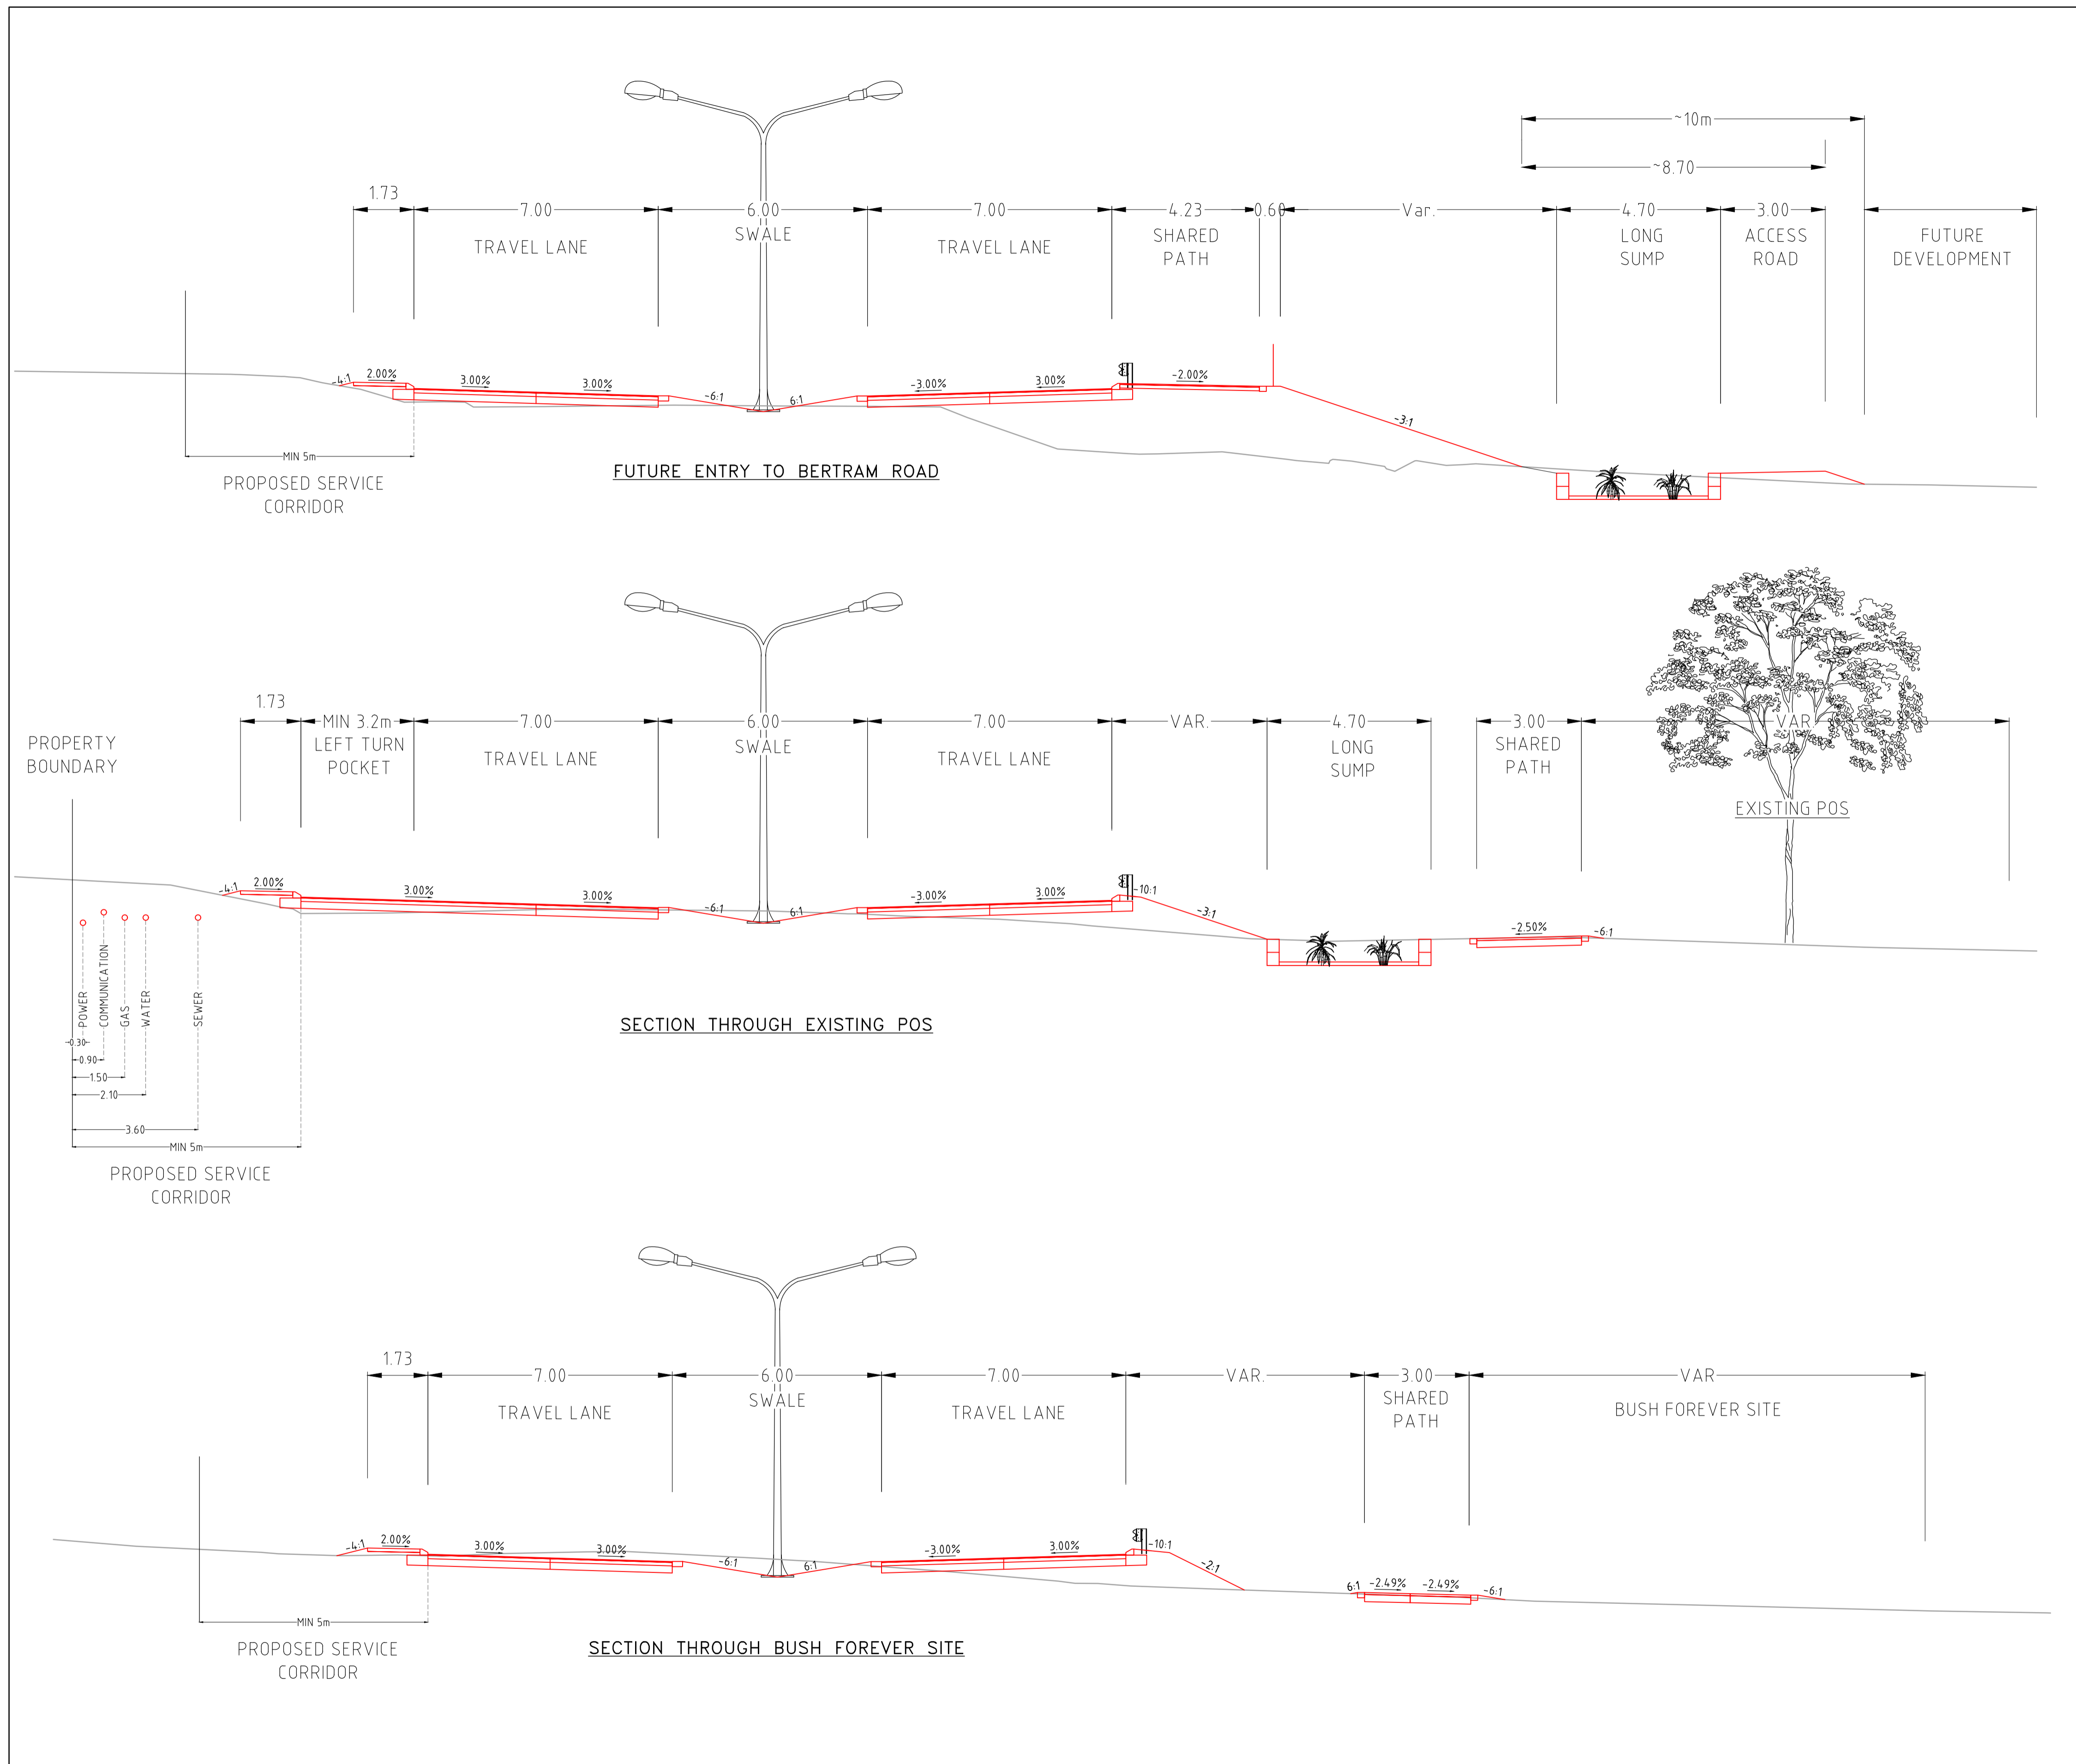 ~10m
~8.70
1.73
7.00
6.00
7.00
4.23
0.60
Var.
4.70
3.00
TRAVEL LANE
SWALE
TRAVEL LANE
SHARED
PATH
LONG
SUMP
ACCESS
ROAD
FUTURE
DEVELOPMENT
-4:1
2.00%
3.00%
3.00%
-6:1
6:1
-3.00%
3.00%
-2.00%
-3:1
MIN 5m
PROPOSED SERVICE
CORRIDOR
FUTURE ENTRY TO BERTRAM ROAD
PROPERTY
BOUNDARY
1.73
MIN 3.2m
LEFT TURN
POCKET
7.00
TRAVEL LANE
6.00
SWALE
7.00
TRAVEL LANE
VAR.
4.70
LONG
SUMP
3.00
SHARED
PATH
VAR.
EXISTING POS
-4:1
2.00%
3.00%
3.00%
-6:1
6:1
-3.00%
3.00%
-10:1
-3:1
-2.50%
-6:1
POWER
COMMUNICATION
GAS
WATER
SEWER
0.30
0.90
1.50
2.10
3.60
MIN 5m
PROPOSED SERVICE
CORRIDOR
SECTION THROUGH EXISTING POS
1.73
7.00
TRAVEL LANE
6.00
SWALE
7.00
TRAVEL LANE
VAR.
3.00
SHARED
PATH
VAR
BUSH FOREVER SITE
-4:1
2.00%
3.00%
3.00%
-6:1
6:1
-3.00%
3.00%
-10:1
-2:1
6:1
-2.49%
-2.49%
-6:1
MIN 5m
PROPOSED SERVICE
CORRIDOR
SECTION THROUGH BUSH FOREVER SITE